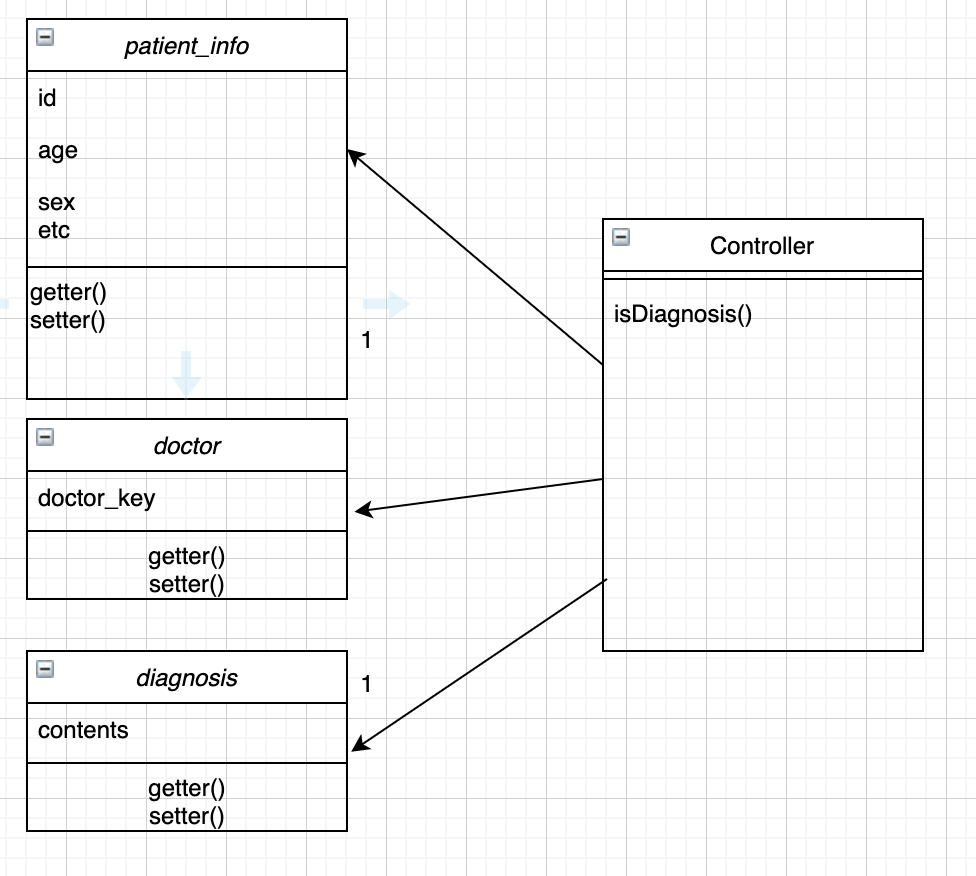 patient_info
id
age
sex
etc
getter()
setter()
1
doctor
doctor_key
getter()
setter()
diagnosis
1
contents
getter()
setter()
Controller
isDiagnosis()